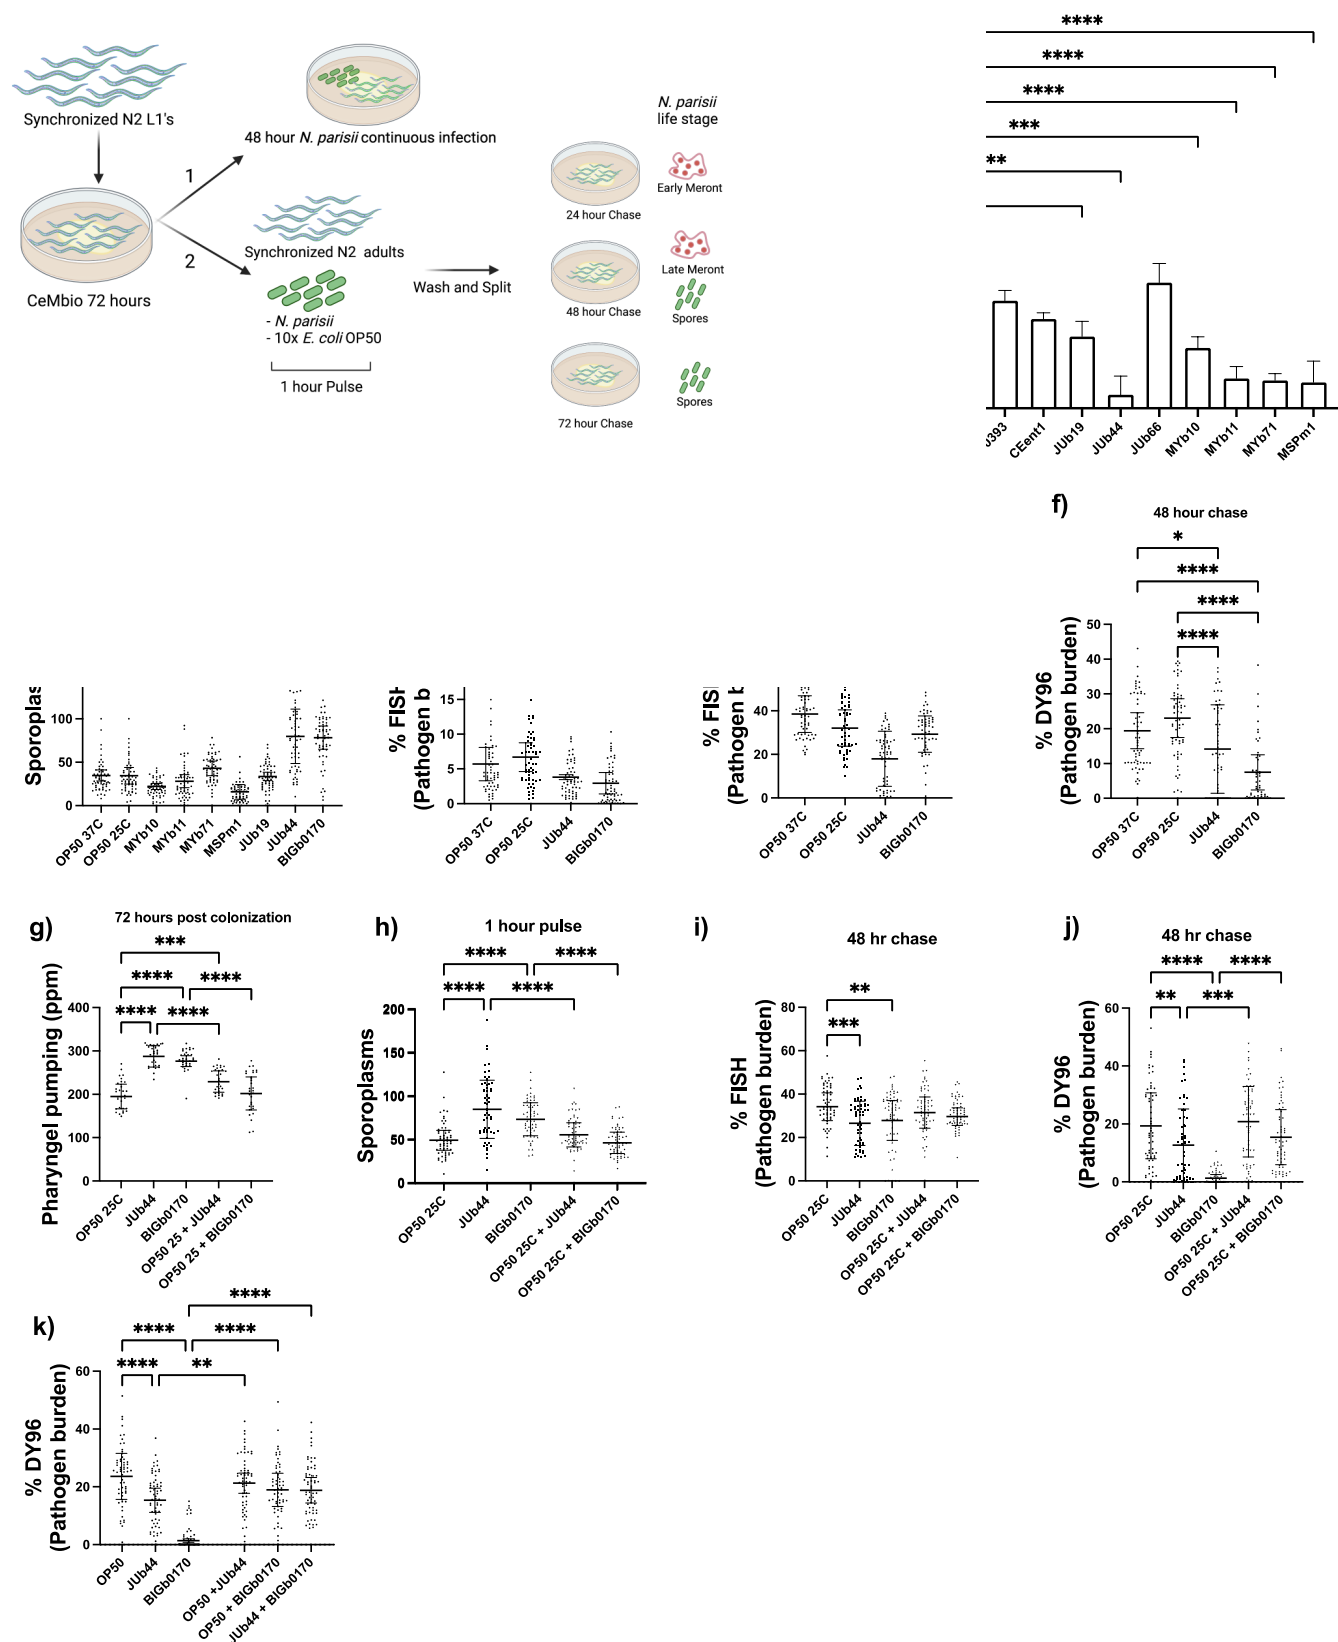 Synchronized N2 L1's
48 hour N. parisii continuous infection
1
2
CeMbio 72 hours
Synchronized N2 adults
- N. parisii
- 10x E. coli OP50
1 hour Pulse
Wash and Split
N. parisii
life stage
24 hour Chase
Early Meront
48 hour Chase
Late Meront
Spores
72 hour Chase
Spores
****
****
****
***
**
CEent1
JUb19
JUb44
JUb66
MYb10
MYb11
MYb71
MSPm1
100
50
0
OP50 37C
OP50 25C
MYb10
MYb11
MYb71
MSPm1
JUb19
JUb44
BIGb0170
% FISH
(Pathogen b
15
10
5
0
OP50 37C
OP50 25C
JUb44
BIGb0170
% FISH
(Pathogen b
40
20
0
OP50 37C
OP50 25C
JUb44
BIGb0170
f)
48 hour chase
*
****
****
****
% DY96
(Pathogen burden)
50
40
30
20
10
0
OP50 37C
OP50 25C
JUb44
BIGb0170
g)
72 hours post colonization
***
****
****
****
****
Pharyngel pumping (ppm)
400
300
200
100
0
OP50 25C
JUb44
BIGb0170
OP50 25 + JUb44
OP50 25 + BIGb0170
h)
1 hour pulse
****
****
****
****
Sporoplasms
200
150
100
50
0
OP50 25C
JUb44
BIGb0170
OP50 25C + JUb44
OP50 25C + BIGb0170
i)
48 hr chase
**
***
% FISH
(Pathogen burden)
80
60
40
20
0
OP50 25C
JUb44
BIGb0170
OP50 25C + JUb44
OP50 25C + BIGb0170
j)
48 hr chase
****
****
**
***
% DY96
(Pathogen burden)
60
40
20
0
OP50 25C
JUb44
BIGb0170
OP50 25C + JUb44
OP50 25C + BIGb0170
k)
****
****
****
****
**
% DY96
(Pathogen burden)
60
40
20
0
OP50
JUb44
BIGb0170
OP50 +JUb44
OP50 + BIGb0170
JUb44 + BIGb0170